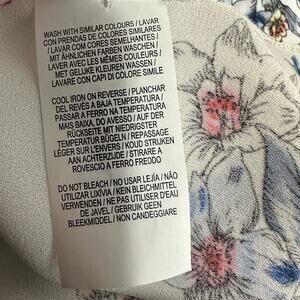 WASH WITH SIMILAR COLOURS / LAVAR
CON PRENDAS DE COLORES SIMILARES /
LAVAR COM CORES SEMELHANTES /
MIT ÄHNLICHEN FARBEN WASCHEN /
LAVER AVEC LES MÊMES COULEURS /
MET GELIJKE KLEUREN WASSEN /
LAVARE CON CAPI DI COLORE SIMILE
COOL IRON ON REVERSE / PLANCHAR
DEL REVÉS A BAJA TEMPERATURA /
PASSAR A FERRO NA TEMPERATURA
MAIS BAIXA, DO AVESSO / AUF DER
RÜCKSEITE MIT NIEDRIGSTER
TEMPERATUR BÜGELN / REPASSAGE
LÉGER SUR L'ENVERS / KOUD STRIJKEN
AAN ACHTERZIJDE / STIRARE A
ROVESCIO A FERRO FREDDO
DO NOT BLEACH / NO USAR LEJÍA / NÃO
UTILIZAR LIXÍVIA / KEIN BLEICHMITTEL
VERWENDEN / NE PAS UTILISER D'EAU
DE JAVEL / GEBRUIK GEEN
BLEEKMIDDEL / NON CANDEGGIARE